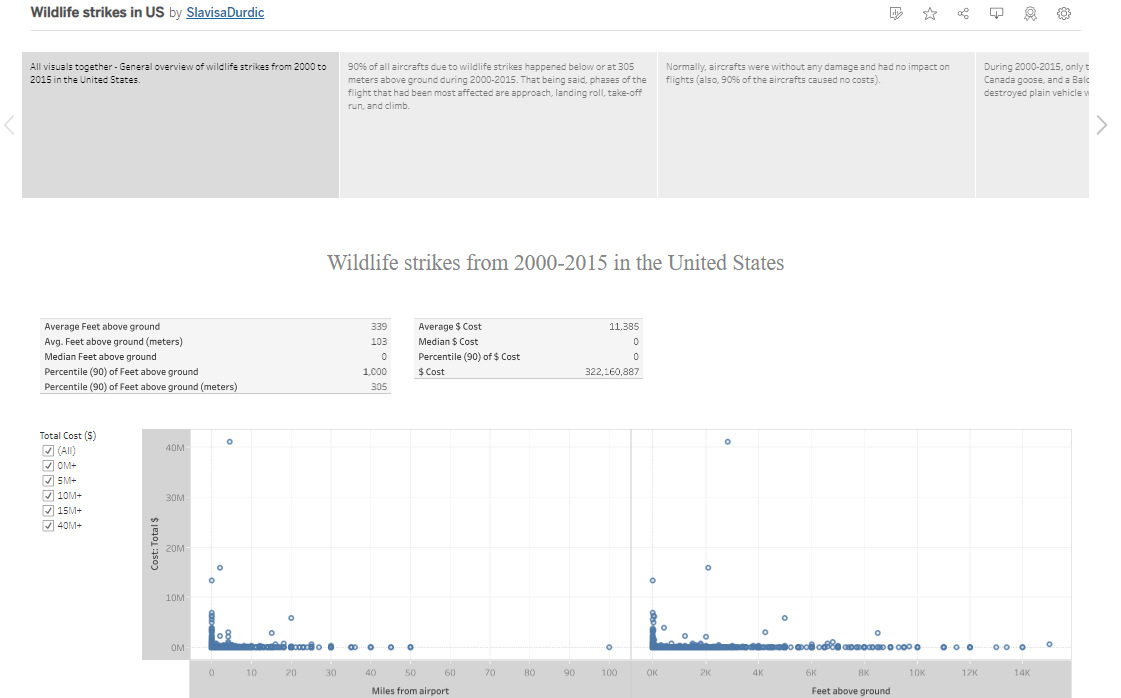 Wildlife strikes in US by SlavisaDurdic
All visuals together - General overview of wildlife strikes from 2000 to
2015 in the United States.
90% of all aircrafts due to wildlife strikes happened below or at 305
meters above ground during 2000-2015. That being said, phases of the
flight that had been most affected are approach, landing roll, take-off
run, and climb.
Normally, aircrafts were without any damage and had no impact on
flights (also, 90% of the aircrafts caused no costs).
During 2000-2015, only
Canada goose, and a
destroyed plain vehicle
Wildlife strikes from 2000-2015 in the United States
Average Feet above ground 339
Avg. Feet above ground (meters) 103
Median Feet above ground 0
Percentile (90) of Feet above ground 1,000
Percentile (90) of Feet above ground (meters) 305
Average $ Cost 11,385
Median $ Cost 0
Percentile (90) of $ Cost 0
$ Cost 322,160,887
Total Cost ($)
(All)
0M+
5M+
10M+
15M+
40M+
Cost: Total $
40M
30M
20M
10M
0M
0 10 20 30 40 50 60 70 80 90 100
Miles from airport
0K 2K 4K 6K 8K 10K 12K 14K
Feet above ground